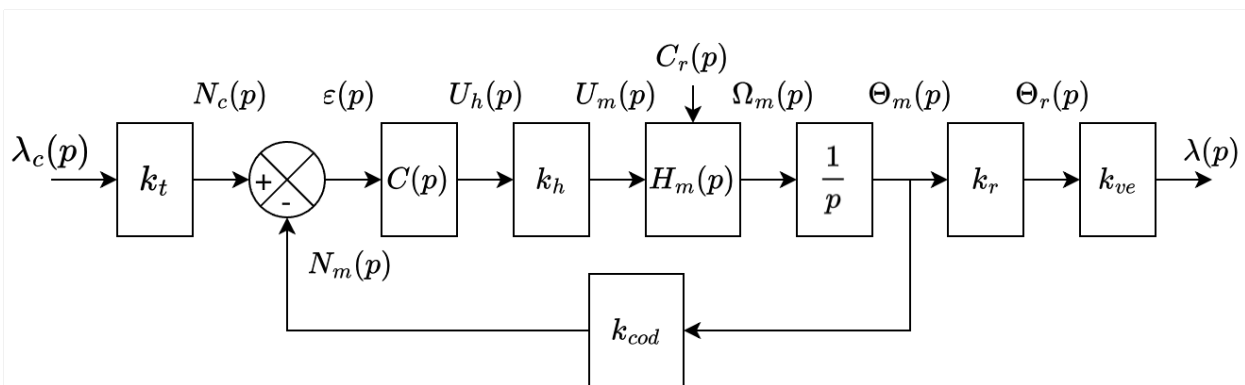 C_r(p)
N_c(p) ε(p) U_h(p) U_m(p) Ω_m(p) Θ_m(p) Θ_r(p)
λ_c(p) k_t + - C(p) k_h H_m(p) 1/p k_r k_ve λ(p)
N_m(p)
k_cod